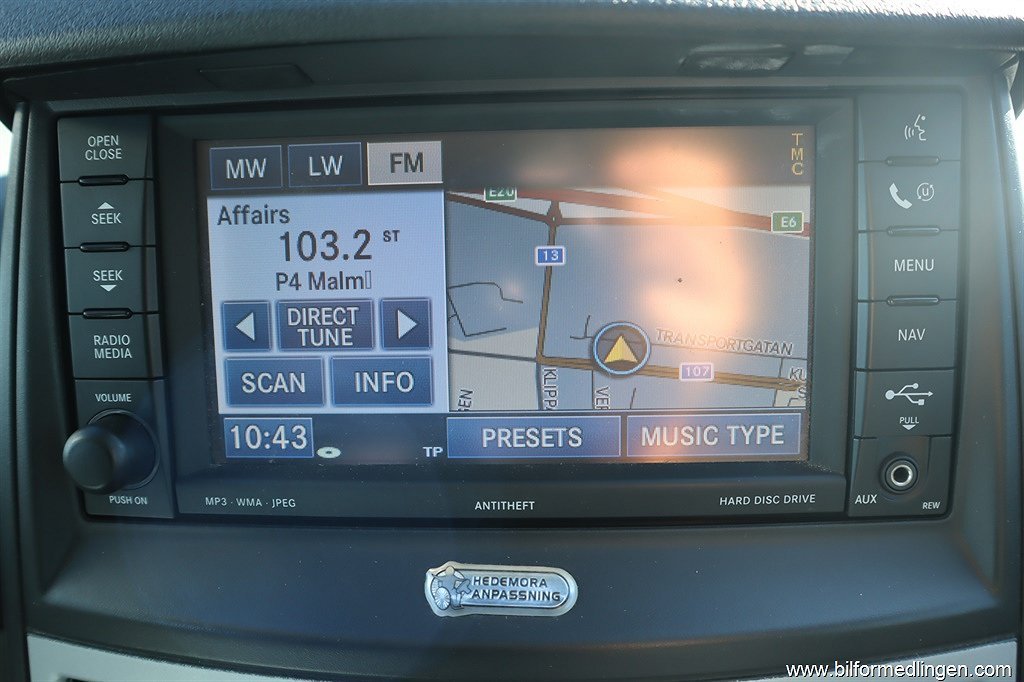 OPEN
CLOSE
SEEK
SEEK
RADIO
MEDIA
VOLUME
PUSH ON
MW LW FM
TMC
Affairs
103.2 ST
P4 Malm
DIRECT
TUNE
SCAN INFO
10:43
TP
PRESETS MUSIC TYPE
E20
E6
13
TRANSPORTGATAN
107
KLIPPA
MENU
NAV
PULL
AUX
REW
MP3 · WMA · JPEG
ANTITHEFT
HARD DISC DRIVE
HEDEMORA
ANPASSNING
www.bilformedlingen.com